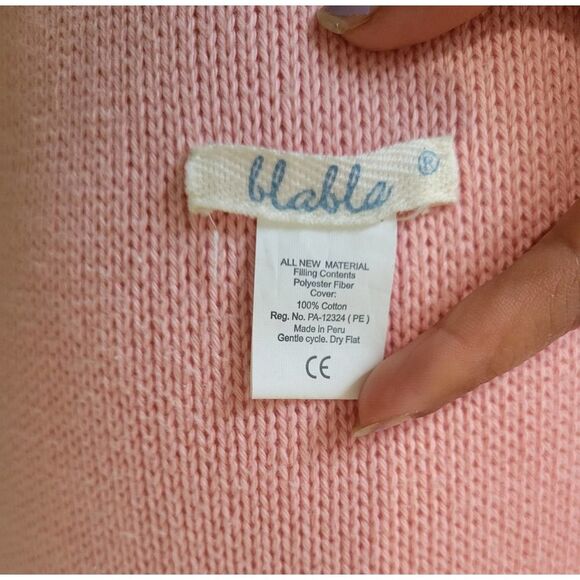 blabla ®
ALL NEW MATERIAL
Filling Contents
Polyester Fiber
Cover:
100% Cotton
Reg. No. PA-12324 ( PE )
Made in Peru
Gentle cycle. Dry Flat
CE